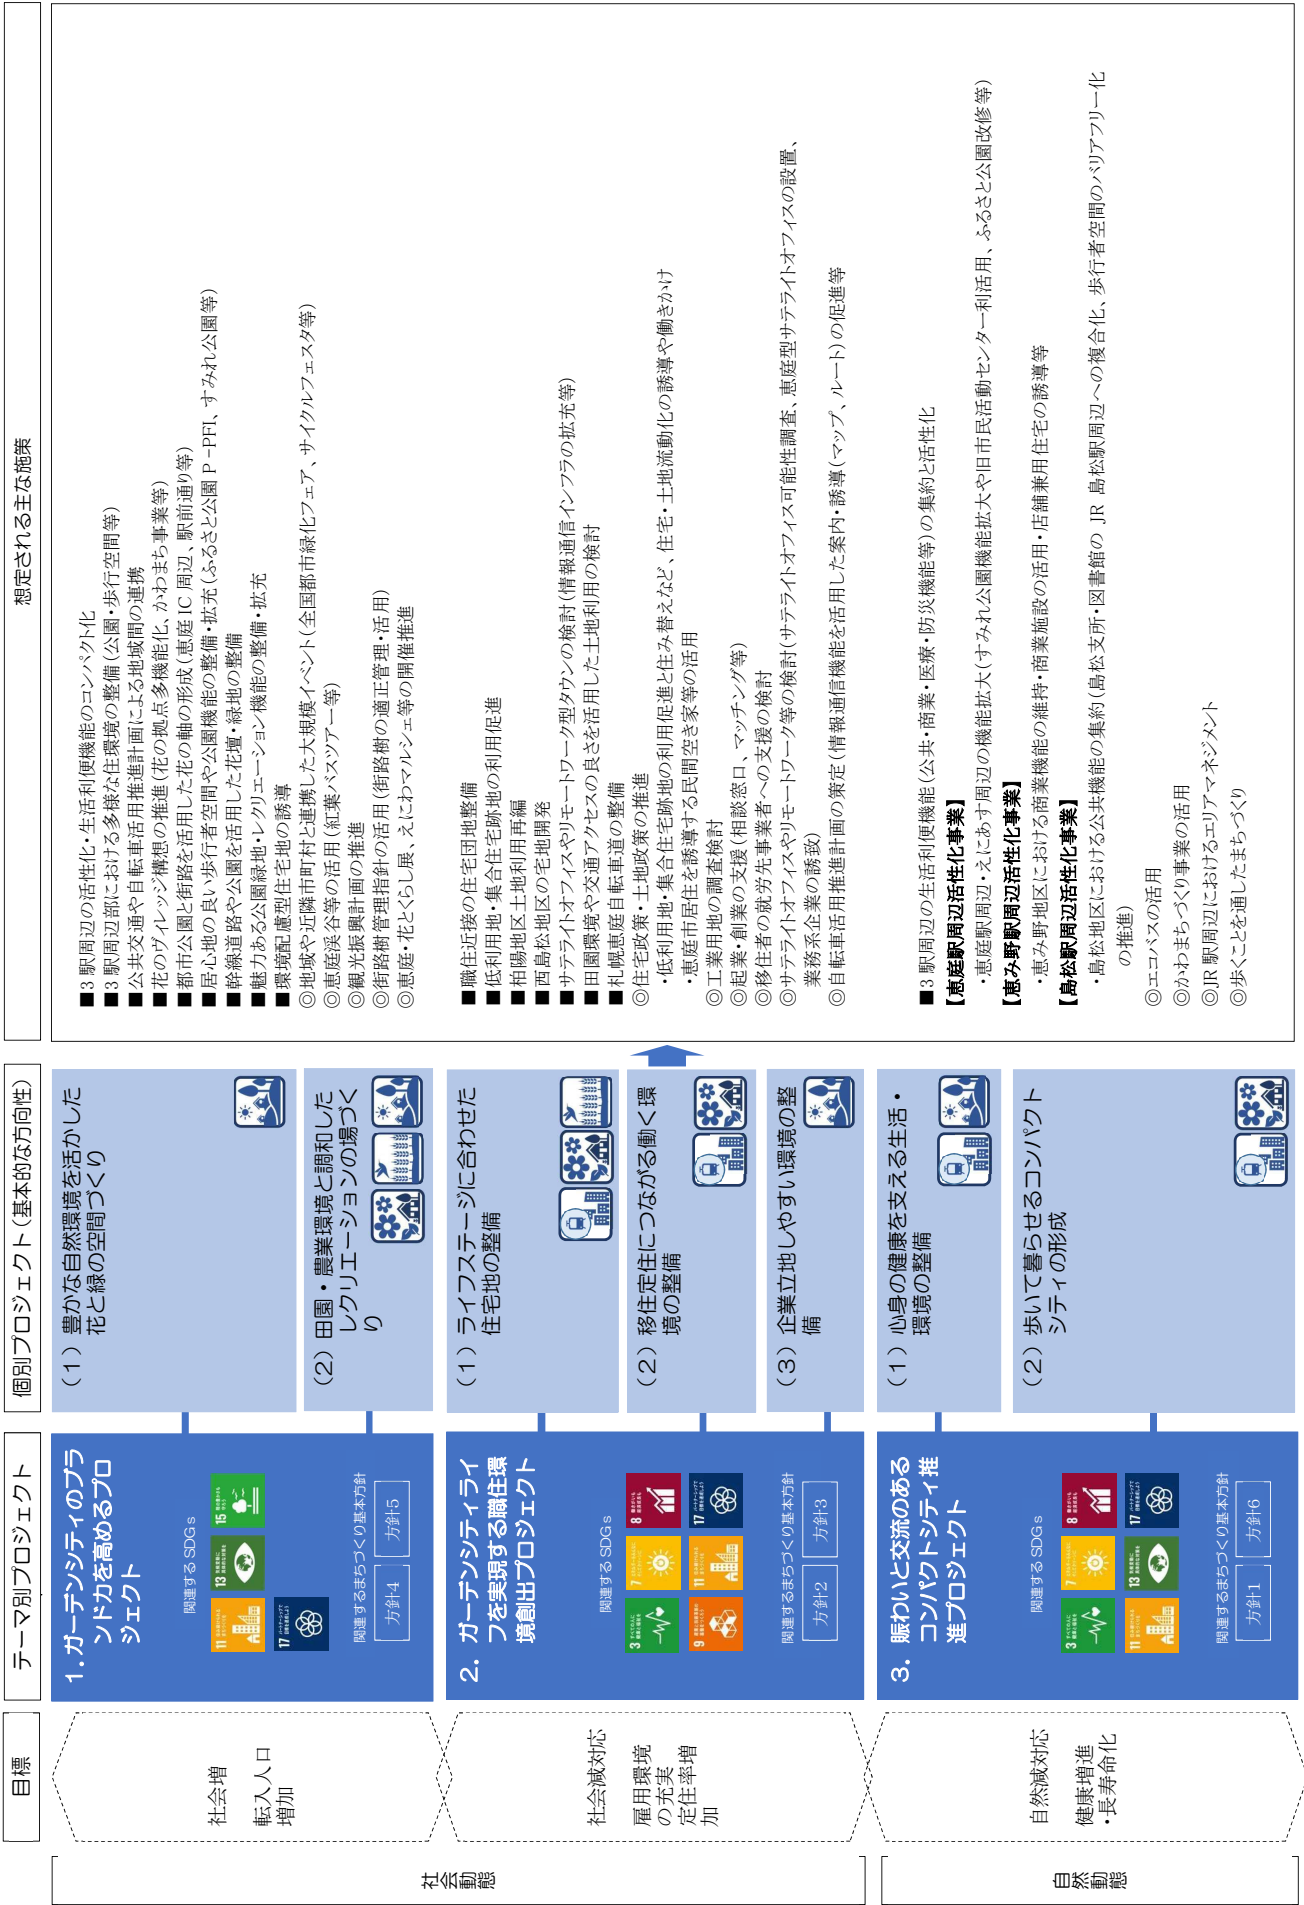 目標
テーマ別プロジェクト
個別プロジェクト（基本的な方向性）
想定される主な施策
社会動態
社会増
転入人口
増加
1.ガーデンシティのブラ
ンド力を高めるプロ
ジェクト
関連するSDGs
11
13
15
17
関連するまちづくり基本方針
方針4
方針5
（1）豊かな自然環境を活かした
花と緑の空間づくり
（2）田園・農業環境と調和した
レクリエーションの場づく
り
■3駅周辺の活性化・生活利便機能のコンパクト化
■3駅周辺部における多様な住環境の整備(公園・歩行空間等)
■公共交通や自転車活用推進計画による地域間の連携
■花のヴィレッジ構想の推進(花の拠点多機能化、かわまち事業等)
■都市公園と街路を活用した花の軸の形成(恵庭IC周辺、駅前通り等)
■居心地の良い歩行者空間や公園機能の整備・拡充(ふるさと公園P-PFI、すみれ公園等)
■幹線道路や公園を活用した花壇・緑地の整備
■魅力ある公園緑地・レクリエーション機能の整備・拡充
■環境配慮型住宅地の誘導
◎地域や近隣市町村と連携した大規模イベント(全国都市緑化フェア、サイクルフェスタ等)
◎恵庭渓谷等の活用(紅葉バスツアー等)
◎観光振興計画の推進
◎街路樹管理指針の活用(街路樹の適正管理・活用)
◎恵庭・花とくらし展、えにわマルシェ等の開催推進
社会減対応
雇用環境
の充実
定住率増
加
2．ガーデンシティライ
フを実現する職住環
境創出プロジェクト
関連するSDGs
3
7
8
9
11
17
関連するまちづくり基本方針
方針2
方針3
（1）ライフステージに合わせた
住宅地の整備
（2）移住定住につながる働く環
境の整備
（3）企業立地しやすい環境の整
備
■職住近接の住宅団地整備
■低利用地・集合住宅跡地の利用促進
■柏陽地区土地利用再編
■西島松地区の宅地開発
■サテライトオフィスやリモートワーク型タウンの検討(情報通信インフラの拡充等)
■田園環境や交通アクセスの良さを活用した土地利用の検討
■札幌恵庭自転車道の整備
◎住宅政策・土地政策の推進
・低利用地・集合住宅跡地の利用促進と住み替えなど、住宅・土地流動化の誘導や働きかけ
・恵庭市居住を誘導する民間空き家等の活用
◎工業用地の調査検討
◎起業・創業の支援(相談窓口、マッチング等)
◎移住者の就労先事業者への支援の検討
◎サテライトオフィスやリモートワーク等の検討(サテライトオフィス可能性調査、恵庭型サテライトオフィスの設置、
業務系企業の誘致)
◎自転車活用推進計画の策定(情報通信機能を活用した案内・誘導(マップ、ルート)の促進等
自然動態
自然減対応
健康増進
・長寿命化
3．賑わいと交流のある
コンパクトシティ推
進プロジェクト
関連するSDGs
3
7
8
11
13
17
関連するまちづくり基本方針
方針1
方針6
（1）心身の健康を支える生活・
環境の整備
（2）歩いて暮らせるコンパクト
シティの形成
■3駅周辺の生活利便機能(公共・商業・医療・防災機能等)の集約と活性化
【恵庭駅周辺活性化事業】
・恵庭駅周辺・えにあす周辺の機能拡大(すみれ公園機能拡大や旧市民活動センター利活用、ふるさと公園改修等)
【恵み野駅周辺活性化事業】
・恵み野地区における商業機能の維持・商業施設の活用・店舗兼用住宅の誘導等
【島松駅周辺活性化事業】
・島松地区における公共機能の集約(島松支所・図書館のJR島松駅周辺への複合化、歩行者空間のバリアフリー化
の推進)
◎エコバスの活用
◎かわまちづくり事業の活用
◎JR駅周辺におけるエリアマネジメント
◎歩くことを通したまちづくり